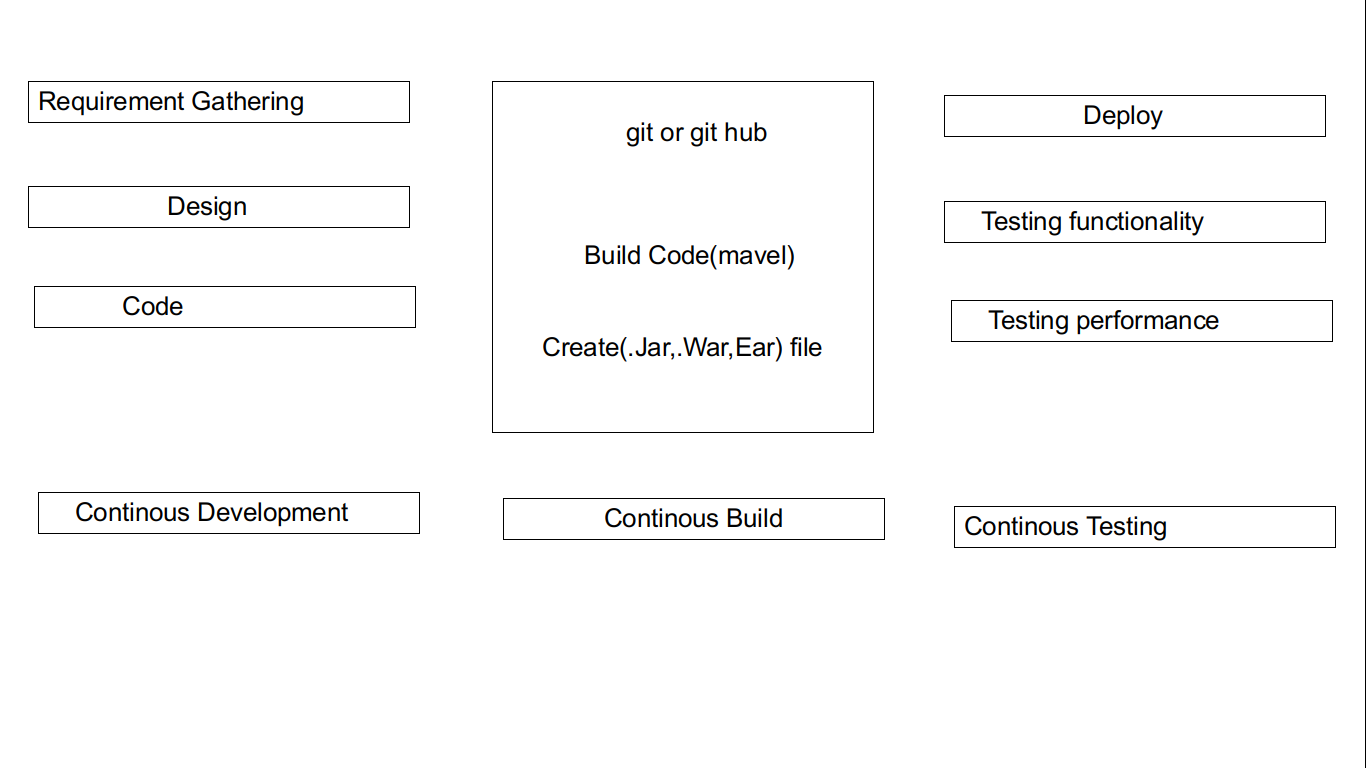 Requirement Gathering
Design
Code
Continous Development
git or git hub
Build Code(mavel)
Create(.Jar,.War,Ear) file
Continous Build
Deploy
Testing functionality
Testing performance
Continous Testing